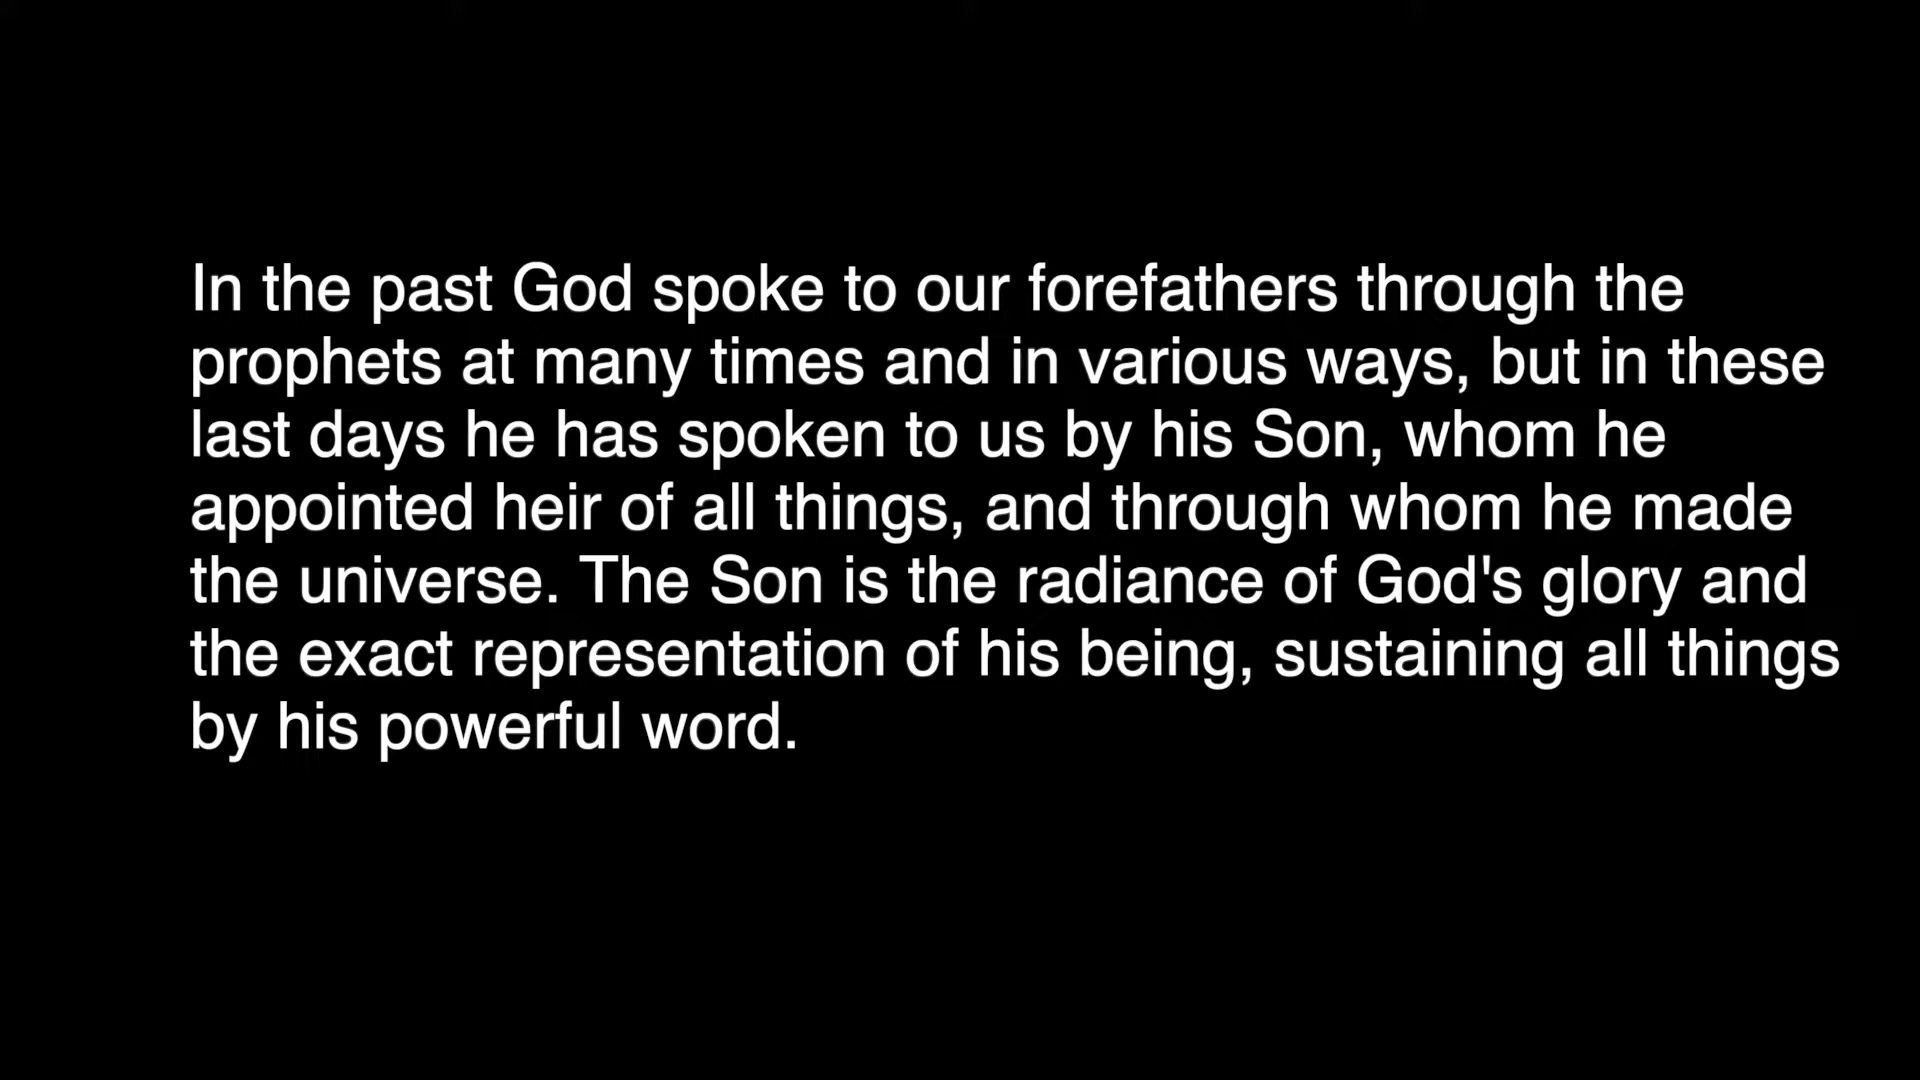 In the past God spoke to our forefathers through the
prophets at many times and in various ways, but in these
last days he has spoken to us by his Son, whom he
appointed heir of all things, and through whom he made
the universe. The Son is the radiance of God's glory and
the exact representation of his being, sustaining all things
by his powerful word.